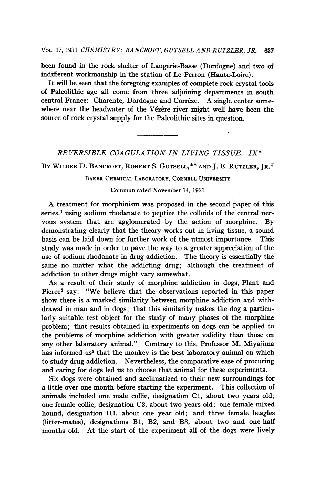 VOL. 17, 1931 CHEMISTRY: BANCROFT, GUTSELL AND RUTZLER, JR. 637
been found in the rock shelter of Laugerie-Basse (Dordogne) and two of
indifferent workmanship in the station of Le Perron (Haute-Loire).
It will be seen that the foregoing examples of complete rock crystal tools
of Paleolithic age all come from three adjoining departments in south
central France: Charente, Dordogne and Corrèze. A single center some-
where near the headwater of the Vézère river might well have been the
source of rock crystal supply for the Paleolithic sites in question.
REVERSIBLE COAGULATION IN LIVING TISSUE. IX*
BY WILDER D. BANCROFT, ROBERT S. GUTSELL,** AND J. E. RUTZLER, JR.†
BAKER CHEMICAL LABORATORY, CORNELL UNIVERSITY
Communicated November 14, 1931
A treatment for morphinism was proposed in the second paper of this
series¹ using sodium rhodanate to peptize the colloids of the central ner-
vous system that are agglomerated by the action of morphine. By
demonstrating clearly that the theory works out in living tissue, a sound
basis can be laid down for further work of the utmost importance. This
study was made in order to pave the way to a greater appreciation of the
use of sodium rhodanate in drug addiction. The theory is essentially the
same no matter what the addicting drug; although the treatment of
addiction to other drugs might vary somewhat.
As a result of their study of morphine addiction in dogs, Plant and
Pierce² say: "We believe that the observations reported in this paper
show there is a marked similarity between morphine addiction and with-
drawal in man and dogs; that this similarity makes the dog a particu-
larly suitable test object for the study of many phases of the morphine
problem; that results obtained in experiments on dogs can be applied to
the problems of morphine addiction with greater validity than those on
any other laboratory animal." Contrary to this, Professor M. Miyajima
has informed us³ that the monkey is the best laboratory animal on which
to study drug addiction. Nevertheless, the comparative ease of procuring
and caring for dogs led us to choose that animal for these experiments.
Six dogs were obtained and acclimatized to their new surroundings for
a little over one month before starting the experiment. This collection of
animals included one male collie, designation C1, about two years old;
one female collie, designation C2, about two years old; one female mixed
hound, designation H1, about one year old; and three female beagles
(litter-mates), designations B1, B2, and B3, about two and one-half
months old. At the start of the experiment all of the dogs were lively